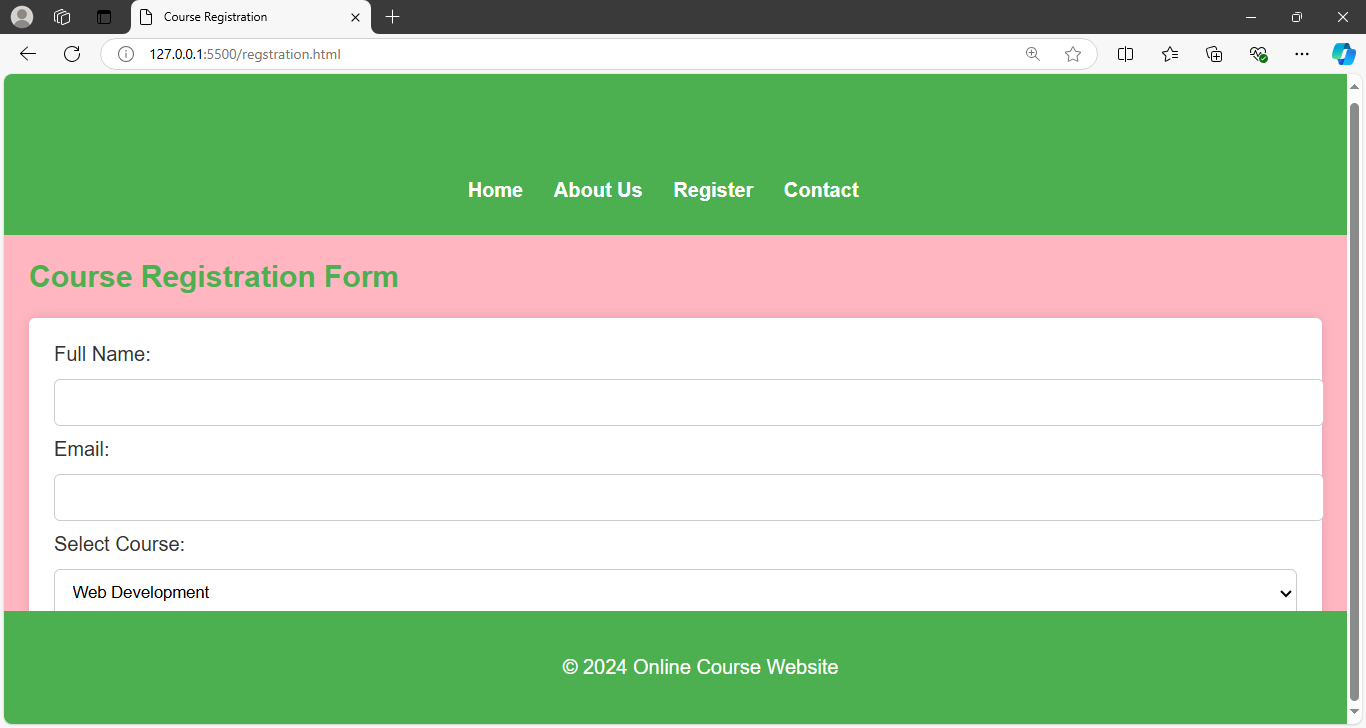 Course Registration
127.0.0.1:5500/regstration.html
Home About Us Register Contact
Course Registration Form
Full Name:
Email:
Select Course:
Web Development
© 2024 Online Course Website